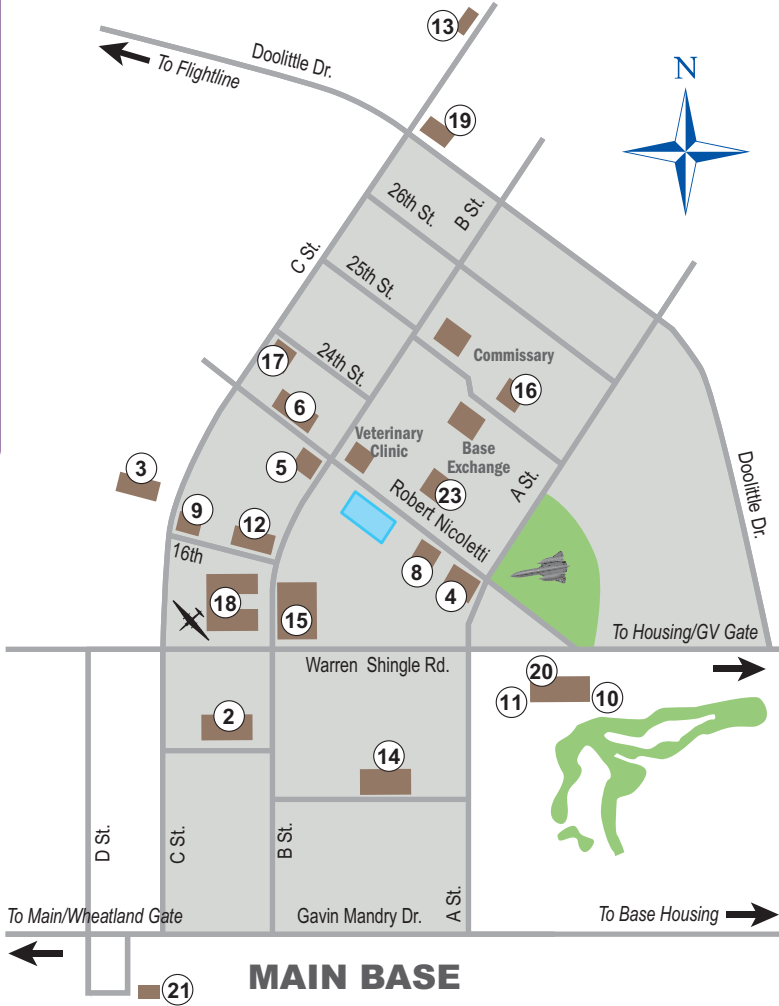 13
Doolittle Dr.
To Flightline
N
19
26th St.
B St.
C St.
25th St.
17
24th St.
Commissary
16
6
Veterinary
Clinic
Base
Exchange
A St.
3
5
23
Robert Nicoletti
Doolittle Dr.
9
12
16th
8
4
18
15
To Housing/GV Gate
Warren Shingle Rd.
20
11
10
2
14
D St.
C St.
B St.
A St.
To Main/Wheatland Gate
Gavin Mandry Dr.
To Base Housing
21
MAIN BASE